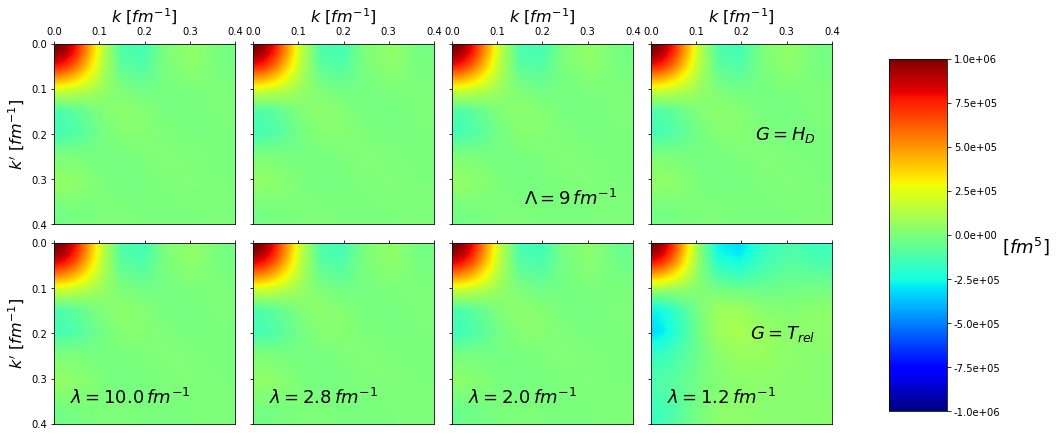 k [fm⁻¹] k [fm⁻¹] k [fm⁻¹] k [fm⁻¹]
0.0 0.1 0.2 0.3 0.4 0.0 0.1 0.2 0.3 0.4 0.0 0.1 0.2 0.3 0.4 0.0 0.1 0.2 0.3 0.4
0.0
0.1
0.2
0.3
0.4
k′ [fm⁻¹]
G = H_D
Λ = 9 fm⁻¹
0.0
0.1
0.2
0.3
0.4
k′ [fm⁻¹]
G = T_rel
λ = 10.0 fm⁻¹
λ = 2.8 fm⁻¹
λ = 2.0 fm⁻¹
λ = 1.2 fm⁻¹
1.0e+06
7.5e+05
5.0e+05
2.5e+05
0.0e+00
-2.5e+05
-5.0e+05
-7.5e+05
-1.0e+06
[fm⁵]